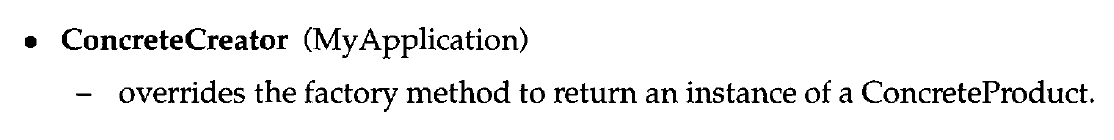 • ConcreteCreator (MyApplication)
– overrides the factory method to return an instance of a ConcreteProduct.